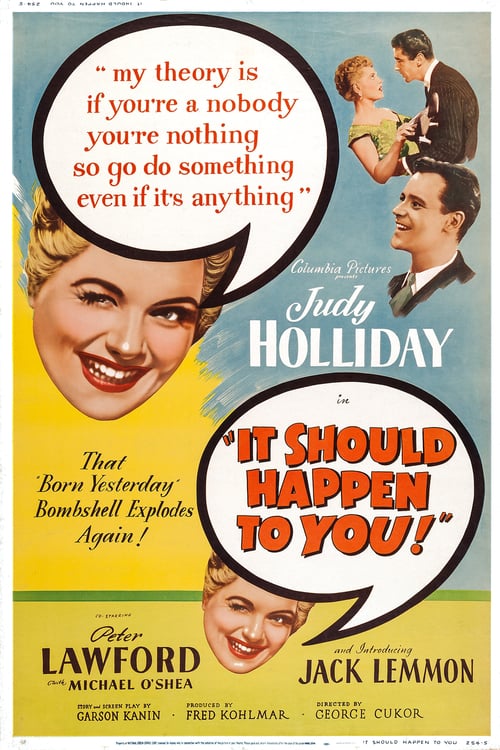 " my theory is
if you're a nobody
you're nothing
so go do something
even if it's anything "
Columbia Pictures
presents
Judy
HOLLIDAY
in
"IT SHOULD
HAPPEN
TO YOU!"
That
'Born Yesterday'
Bombshell Explodes
Again!
CO-STARRING
Peter
LAWFORD
with MICHAEL O'SHEA
and Introducing
JACK LEMMON
STORY and SCREEN PLAY BY
GARSON KANIN
PRODUCED BY
FRED KOHLMAR
DIRECTED BY
GEORGE CUKOR
IT SHOULD HAPPEN TO YOU 254-5